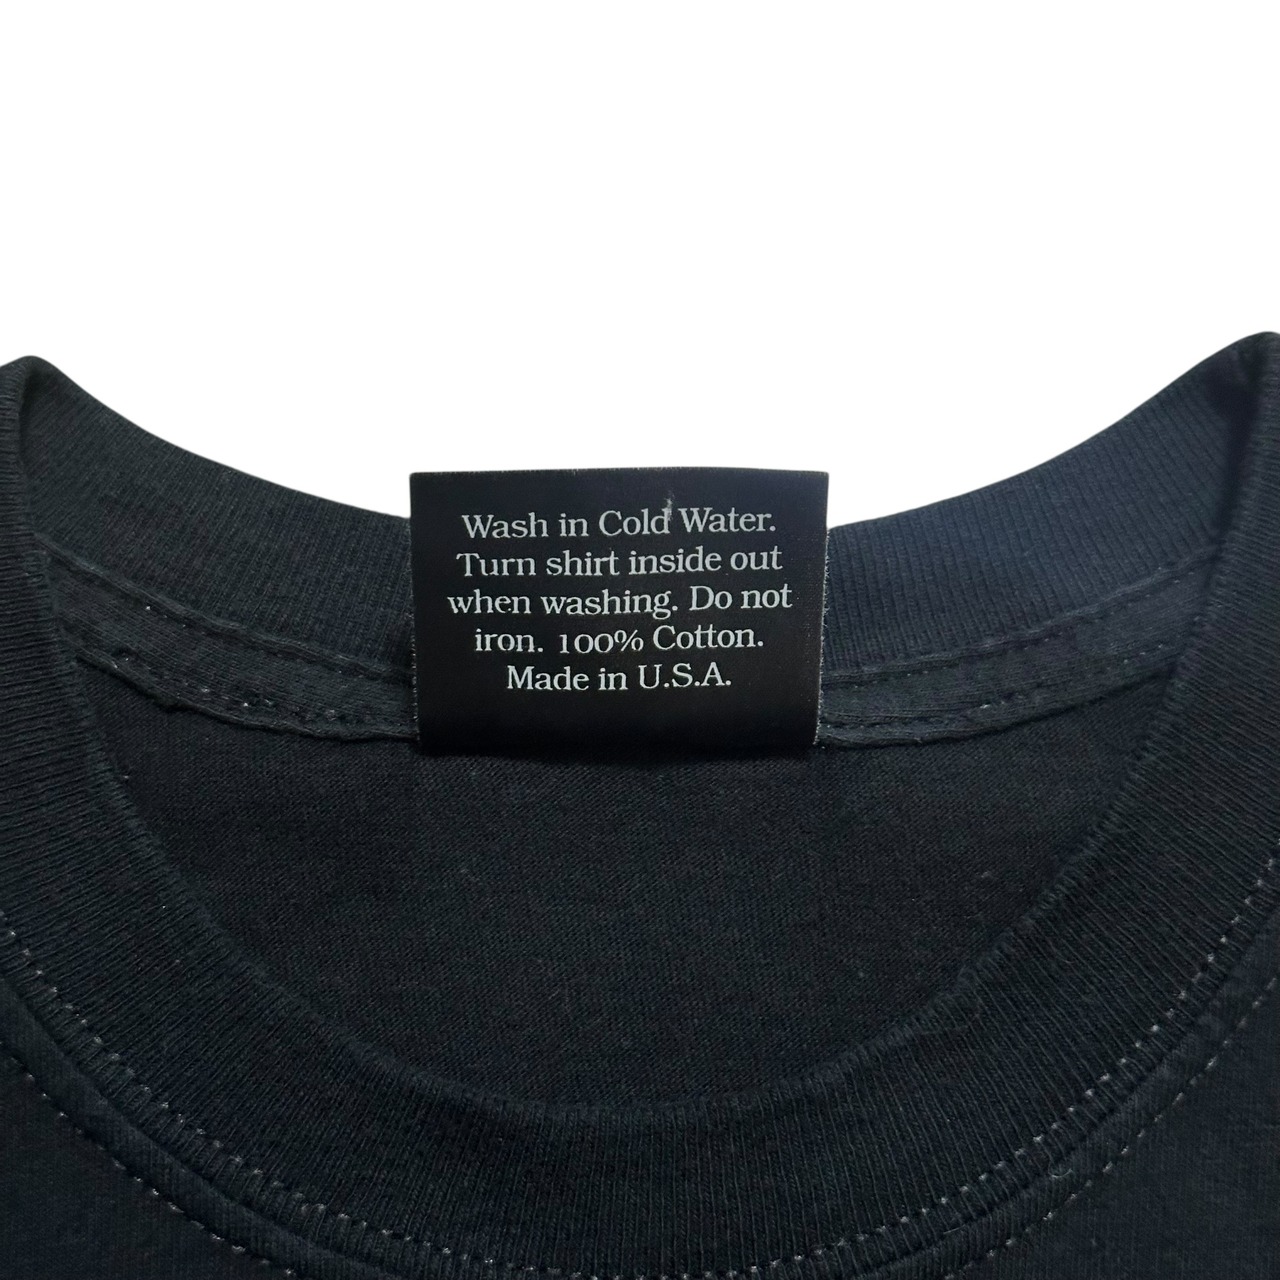 Wash in Cold Water.
Turn shirt inside out
when washing. Do not
iron. 100% Cotton.
Made in U.S.A.